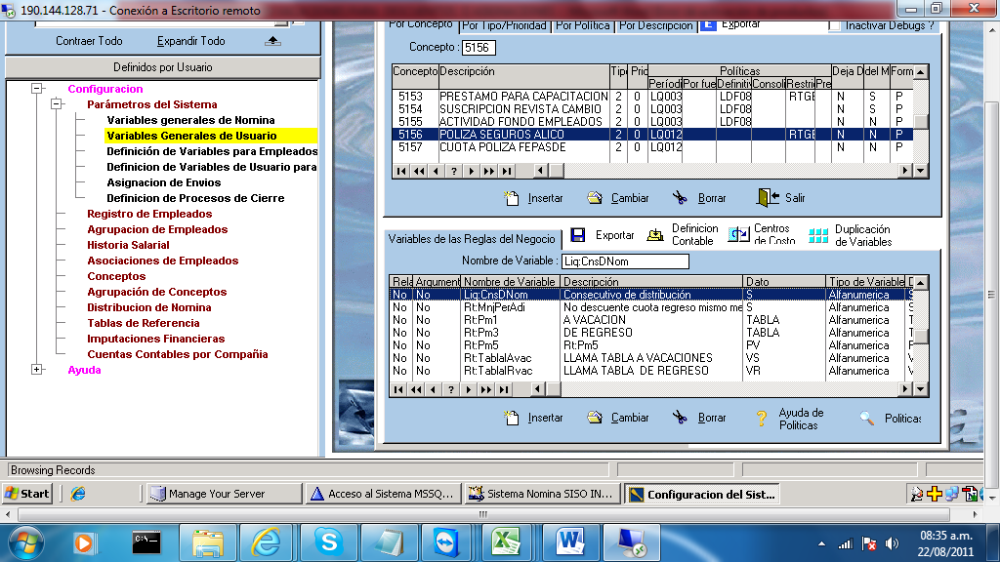 190.144.128.71 - Conexión a Escritorio remoto
Contraer Todo Expandir Todo
Definidos por Usuario
Configuracion
Parámetros del Sistema
Variables generales de Nomina
Variables Generales de Usuario
Definición de Variables para Empleados
Definicion de Variables de Usuario para
Asignacion de Envios
Definicion de Procesos de Cierre
Registro de Empleados
Agrupacion de Empleados
Historia Salarial
Asociaciones de Empleados
Conceptos
Agrupación de Conceptos
Distribucion de Nomina
Tablas de Referencia
Imputaciones Financieras
Cuentas Contables por Compañia
Ayuda
Por Concepto Por Tipo/Prioridad Por Política Por Descripción E Exportar Inactivar Debugs ?
Concepto : 5156
Concepto Descripción Tip Pric Políticas Deja D del M Form
Períod Por fue Definitiv Consoli Restri Pre
5153 PRESTAMO PARA CAPACITACION 2 0 LQ003 LDF08 RTGE N S P
5154 SUSCRIPCION REVISTA CAMBIO 2 0 LQ003 LDF08 N S P
5155 ACTIVIDAD FONDO EMPLEADOS 2 0 LQ003 LDF08 N N P
5156 POLIZA SEGUROS ALICO 2 0 LQ012 RTGE N N P
5157 CUOTA POLIZA FEPASDE 2 0 LQ012 N N P
Insertar Cambiar Borrar Salir
Variables de las Reglas del Negocio Exportar Definicion Contable Centros de Costo Duplicación de Variables
Nombre de Variable : Liq:CnsDNom
Rela Argument Nombre de Variable Descripción Dato Tipo de Variable D
No No Liq:CnsDNom Consecutivo de distribución S Alfanumerica S
No No Rt:MnjPerAdi No descuente cuota regreso mismo me S Alfanumerica S
No No Rt:Pm1 A VACACION TABLA Alfanumerica T
No No Rt:Pm3 DE REGRESO TABLA Alfanumerica T
No No Rt:Pm5 Rt:Pm5 PV Alfanumerica P
No No Rt:TablaIAvac LLAMA TABLA A VACACIONES VS Alfanumerica V
No No Rt:TablaIRvac LLAMA TABLA DE REGRESO VR Alfanumerica V
Insertar Cambiar Borrar Ayuda de Políticas Politicas
Browsing Records
Start Manage Your Server Acceso al Sistema MSSQ... Sistema Nomina SISO IN... Configuracion del Sist...
08:35 a.m.
22/08/2011